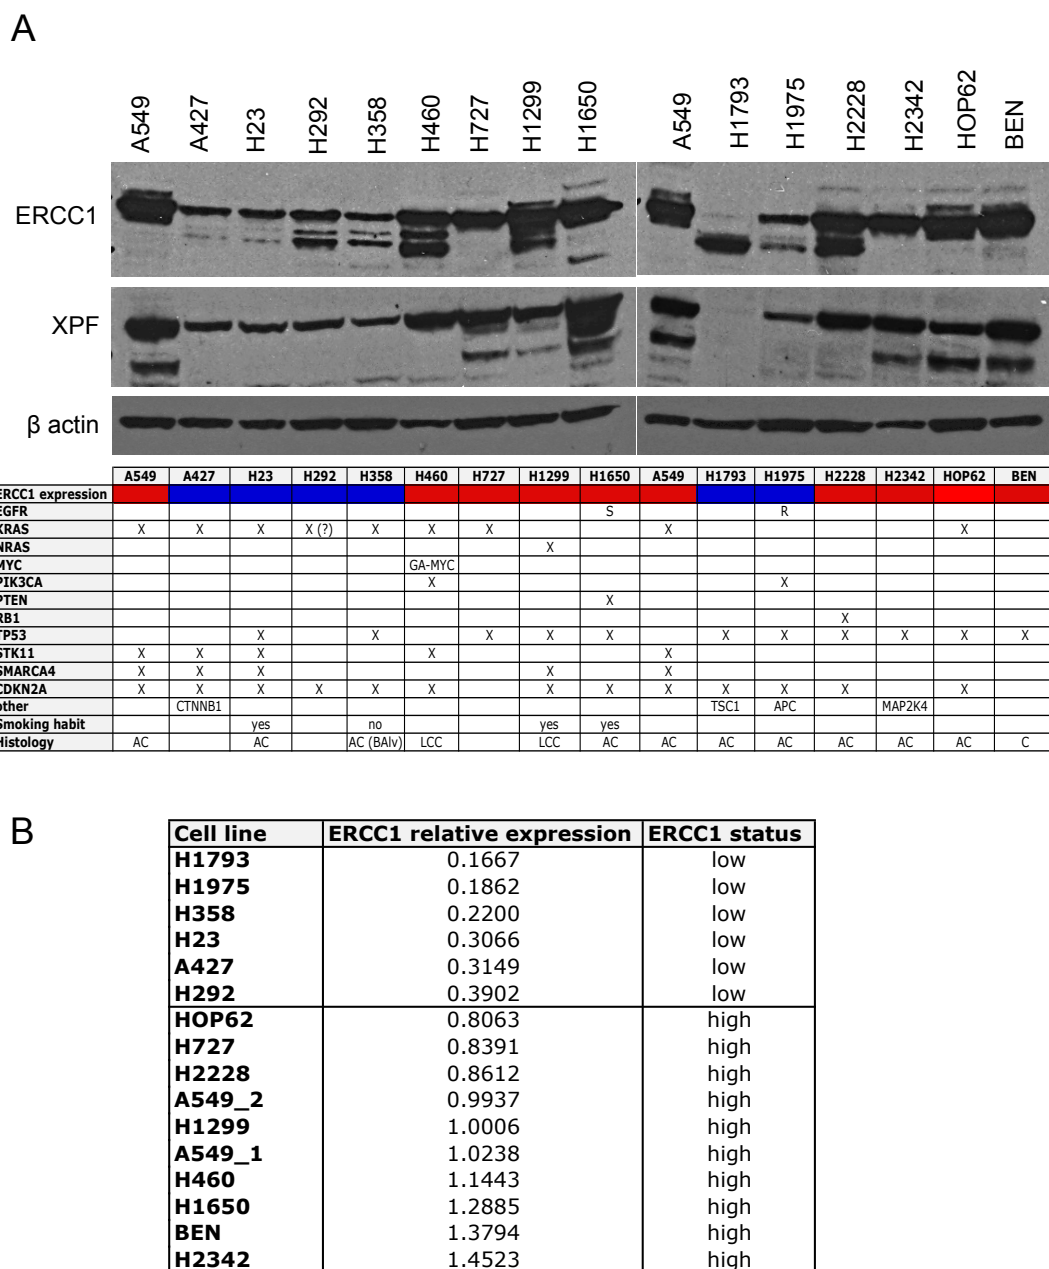 A
A549 A427 H23 H292 H358 H460 H727 H1299 H1650 A549 H1793 H1975 H2228 H2342 HOP62 BEN
ERCC1
XPF
β actin
A549 A427 H23 H292 H358 H460 H727 H1299 H1650 A549 H1793 H1975 H2228 H2342 HOP62 BEN
ERCC1 expression
EGFR S R
KRAS X X X X (?) X X X X X
NRAS X
MYC GA-MYC
PIK3CA X X
PTEN X
RB1 X
TP53 X X X X X X X X X X X
STK11 X X X X X
SMARCA4 X X X X X
CDKN2A X X X X X X X X X X X X X
other CTNNB1 TSC1 APC MAP2K4
Smoking habit yes no yes yes
Histology AC AC AC (BAlv) LCC LCC AC AC AC AC AC AC AC C
B
Cell line ERCC1 relative expression ERCC1 status
H1793 0.1667 low
H1975 0.1862 low
H358 0.2200 low
H23 0.3066 low
A427 0.3149 low
H292 0.3902 low
HOP62 0.8063 high
H727 0.8391 high
H2228 0.8612 high
A549_2 0.9937 high
H1299 1.0006 high
A549_1 1.0238 high
H460 1.1443 high
H1650 1.2885 high
BEN 1.3794 high
H2342 1.4523 high